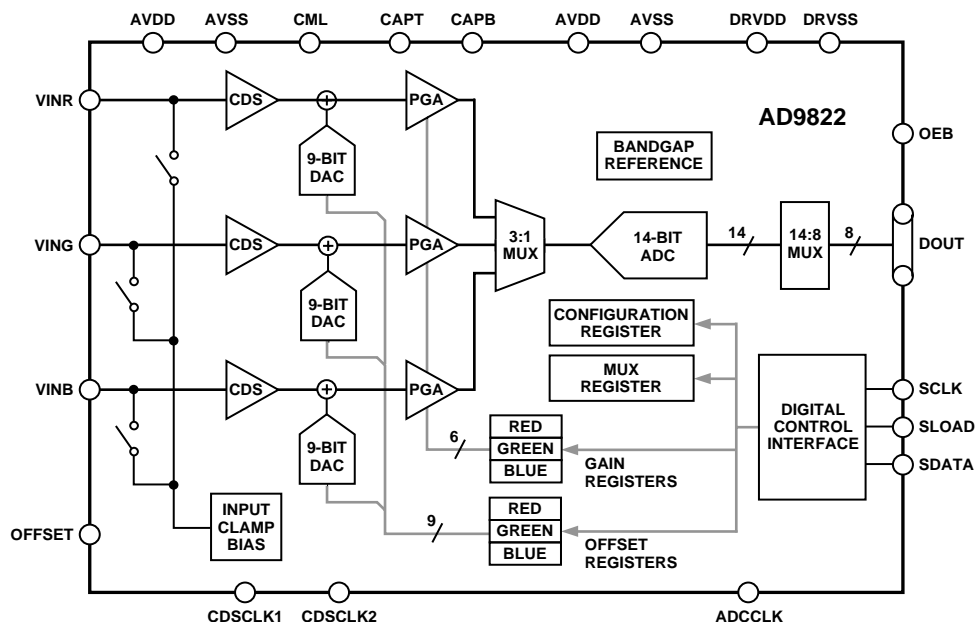 AVDD AVSS CML CAPT CAPB AVDD AVSS DRVDD DRVSS
VINR
CDS
+
PGA
AD9822
OEB
9-BIT
DAC
BANDGAP
REFERENCE
VING
CDS
+
PGA
3:1
MUX
14-BIT
ADC
14
14:8
MUX
8
DOUT
9-BIT
DAC
CONFIGURATION
REGISTER
VINB
CDS
+
PGA
MUX
REGISTER
DIGITAL
CONTROL
INTERFACE
SCLK
SLOAD
SDATA
9-BIT
DAC
6
RED
GREEN
BLUE
GAIN
REGISTERS
OFFSET
INPUT
CLAMP
BIAS
9
RED
GREEN
BLUE
OFFSET
REGISTERS
CDSCLK1 CDSCLK2 ADCCLK